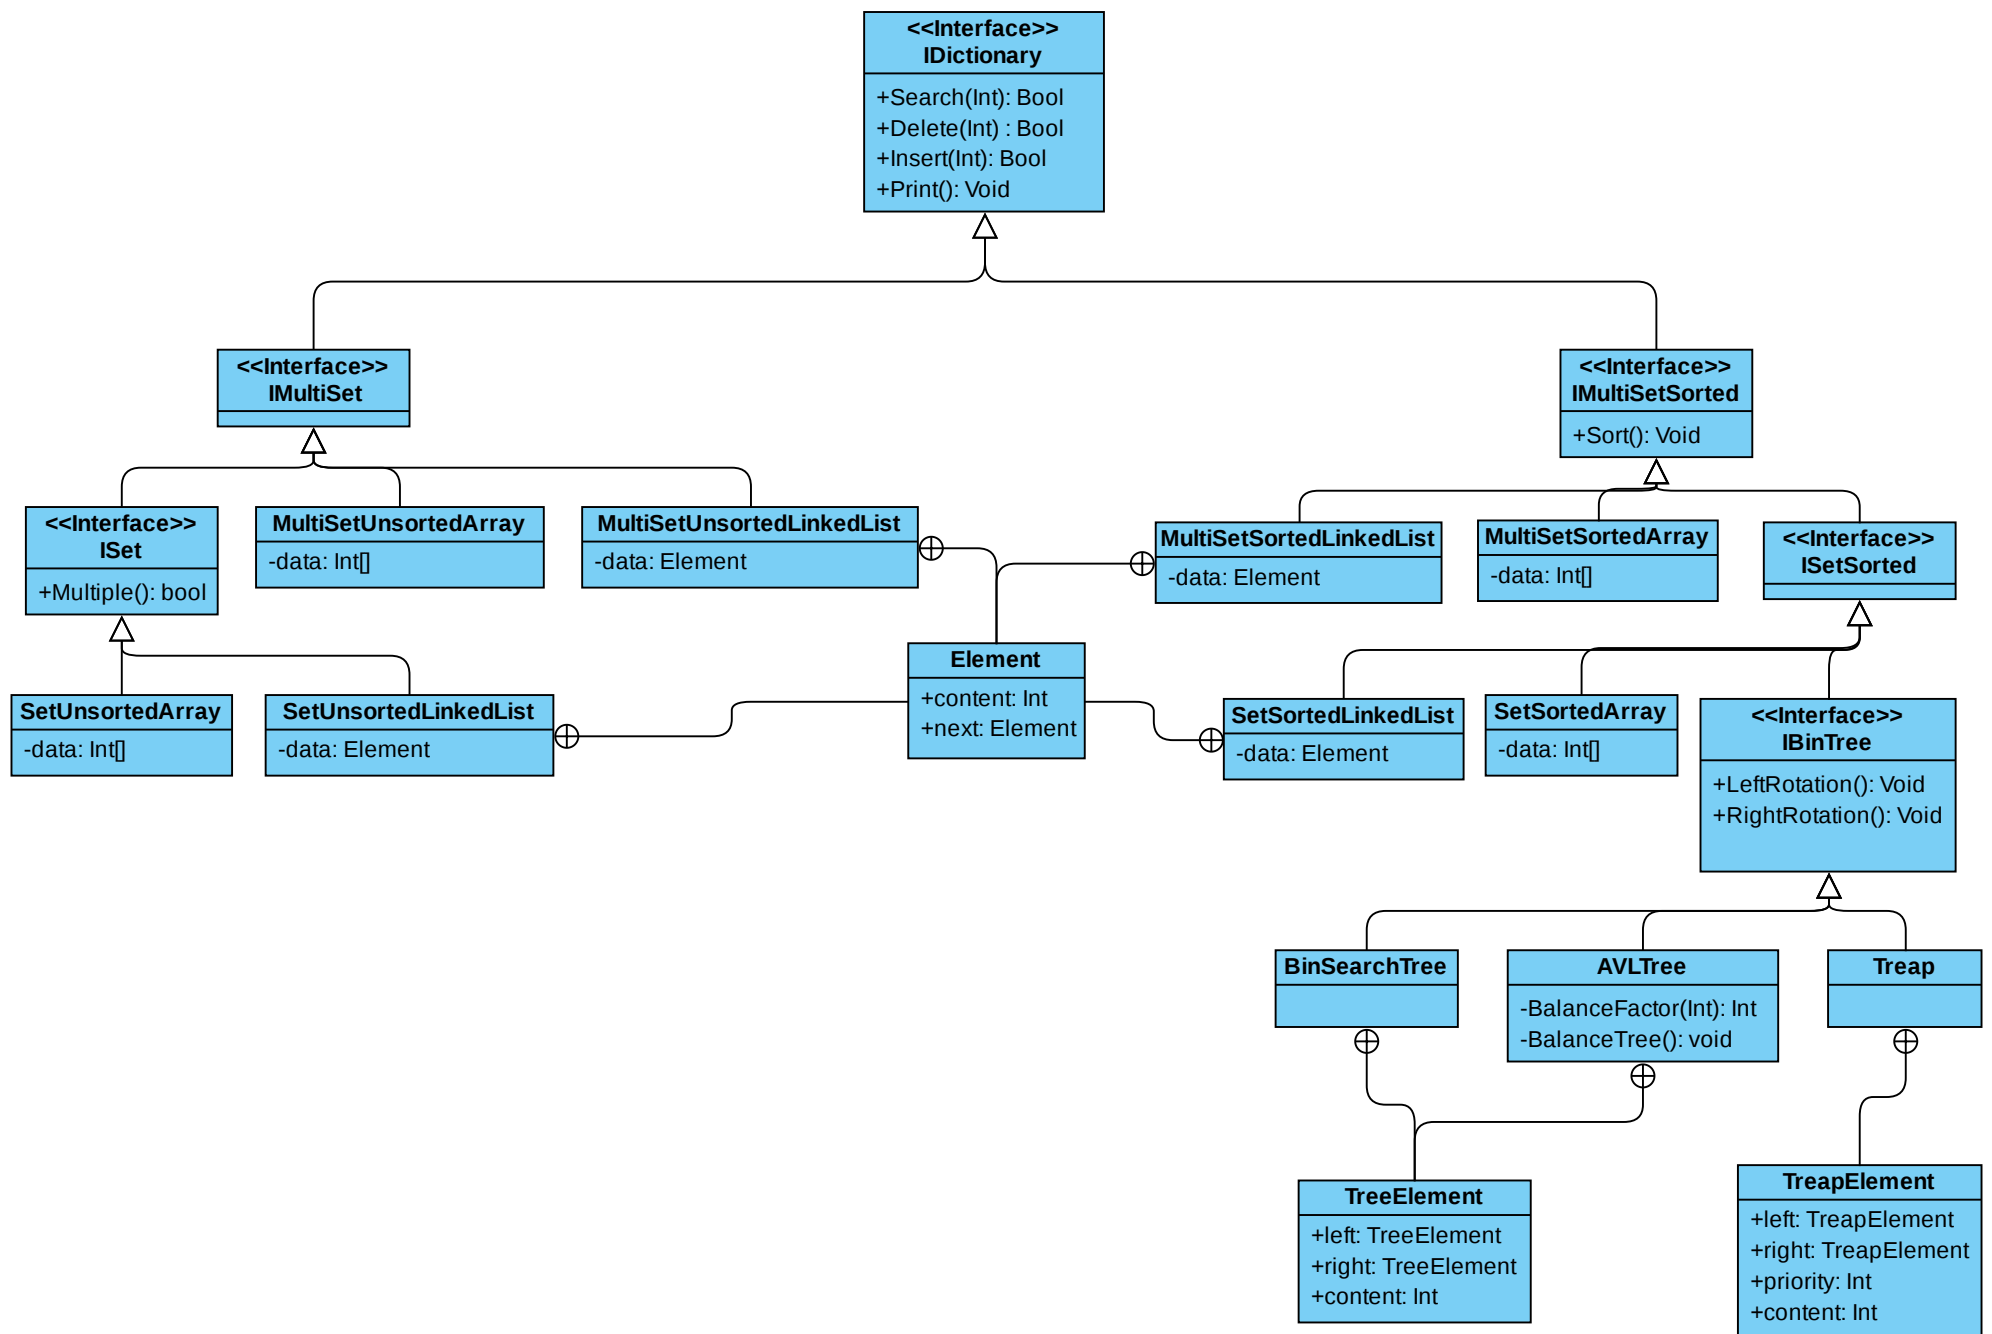 <<Interface>>
IDictionary
+Search(Int): Bool
+Delete(Int) : Bool
+Insert(Int): Bool
+Print(): Void
<<Interface>>
IMultiSet
<<Interface>>
IMultiSetSorted
+Sort(): Void
<<Interface>>
ISet
+Multiple(): bool
MultiSetUnsortedArray
-data: Int[]
MultiSetUnsortedLinkedList
-data: Element
MultiSetSortedLinkedList
-data: Element
MultiSetSortedArray
-data: Int[]
<<Interface>>
ISetSorted
SetUnsortedArray
-data: Int[]
SetUnsortedLinkedList
-data: Element
Element
+content: Int
+next: Element
SetSortedLinkedList
-data: Element
SetSortedArray
-data: Int[]
<<Interface>>
IBinTree
+LeftRotation(): Void
+RightRotation(): Void
BinSearchTree
AVLTree
-BalanceFactor(Int): Int
-BalanceTree(): void
Treap
TreeElement
+left: TreeElement
+right: TreeElement
+content: Int
TreapElement
+left: TreapElement
+right: TreapElement
+priority: Int
+content: Int